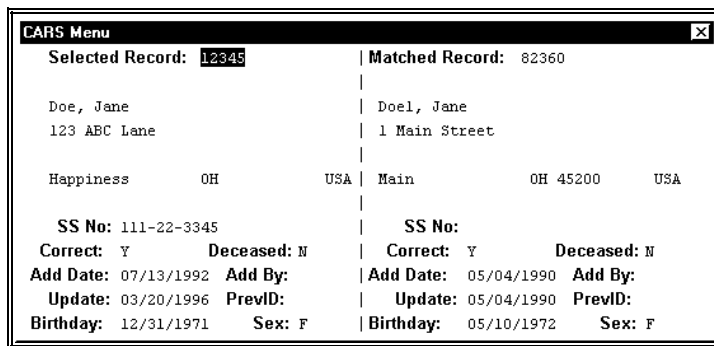 CARS Menu X
Selected Record: 12345 | Matched Record: 82360
|
Doe, Jane | Doel, Jane
123 ABC Lane | 1 Main Street
|
Happiness OH USA | Main OH 45200 USA
|
SS No: 111-22-3345 | SS No:
Correct: Y Deceased: N | Correct: Y Deceased: N
Add Date: 07/13/1992 Add By: | Add Date: 05/04/1990 Add By:
Update: 03/20/1996 PrevID: | Update: 05/04/1990 PrevID:
Birthday: 12/31/1971 Sex: F | Birthday: 05/10/1972 Sex: F